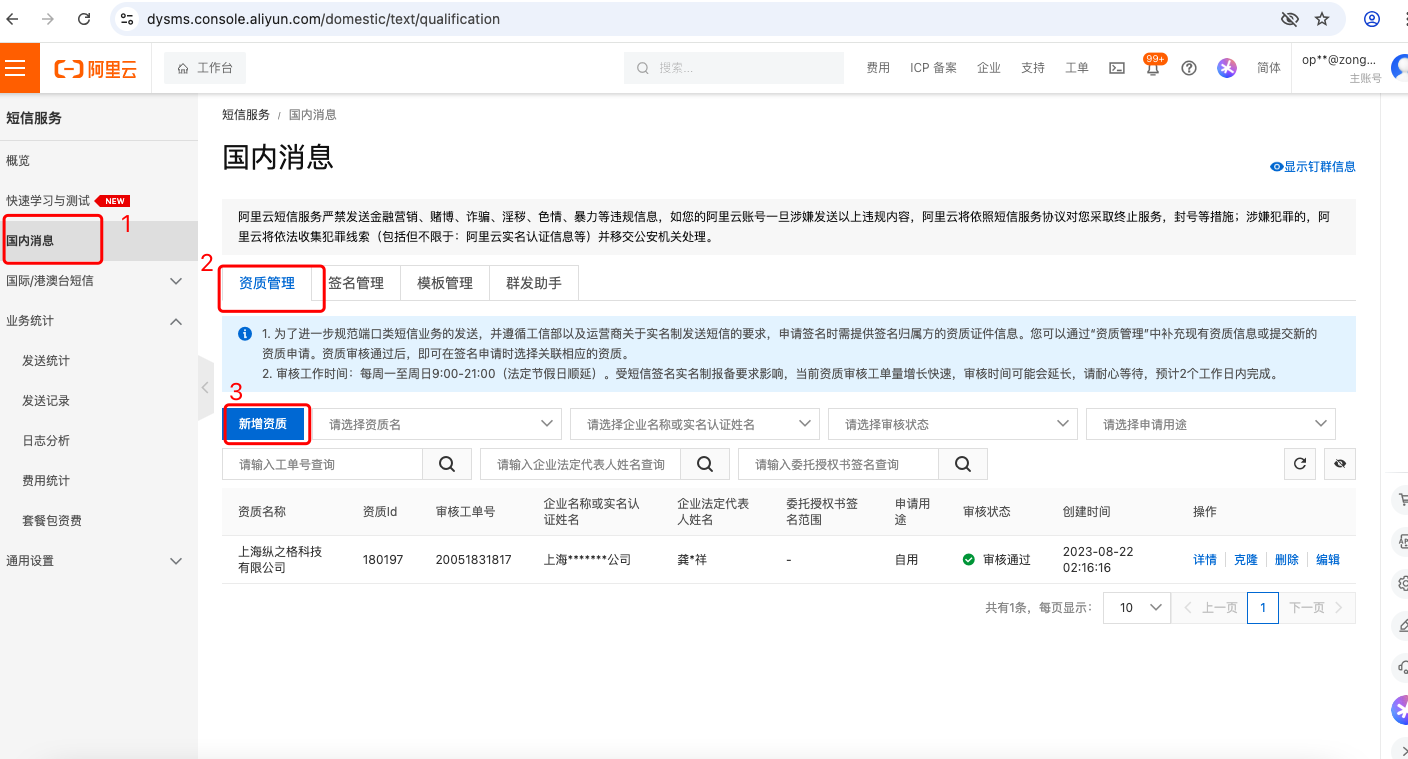 dysms.console.aliyun.com/domestic/text/qualification
阿里云
工作台
搜索...
费用
ICP 备案
企业
支持
工单
99+
简体
op**@zong...
主账号
短信服务
概览
快速学习与测试 NEW
1
国内消息
国际/港澳台短信
业务统计
发送统计
发送记录
日志分析
费用统计
套餐包资费
通用设置
短信服务 / 国内消息
国内消息
显示钉群信息
阿里云短信服务严禁发送金融营销、赌博、诈骗、淫秽、色情、暴力等违规信息，如您的阿里云账号一旦涉嫌发送以上违规内容，阿里云将依照短信服务协议对您采取终止服务，封号等措施；涉嫌犯罪的，阿
里云将依法收集犯罪线索（包括但不限于：阿里云实名认证信息等）并移交公安机关处理。
2
资质管理
签名管理
模板管理
群发助手
1. 为了进一步规范端口类短信业务的发送，并遵循工信部以及运营商关于实名制发送短信的要求，申请签名时需提供签名归属方的资质证件信息。您可以通过“资质管理”中补充现有资质信息或提交新的
资质申请。资质审核通过后，即可在签名申请时选择关联相应的资质。
2. 审核工作时间：每周一至周日9:00-21:00（法定节假日顺延）。受短信签名实名制报备要求影响，当前资质审核工单量增长快速，审核时间可能会延长，请耐心等待，预计2个工作日内完成。
3
新增资质
请选择资质名
请选择企业名称或实名认证姓名
请选择审核状态
请选择申请用途
请输入工单号查询
请输入企业法定代表人姓名查询
请输入委托授权书签名查询
资质名称
资质Id
审核工单号
企业名称或实名认
证姓名
企业法定代表
人姓名
委托授权书签
名范围
申请用
途
审核状态
创建时间
操作
上海纵之格科技
有限公司
180197
20051831817
上海*******公司
龚*祥
-
自用
审核通过
2023-08-22
02:16:16
详情
克隆
删除
编辑
共有1条，每页显示：
10
上一页
1
下一页